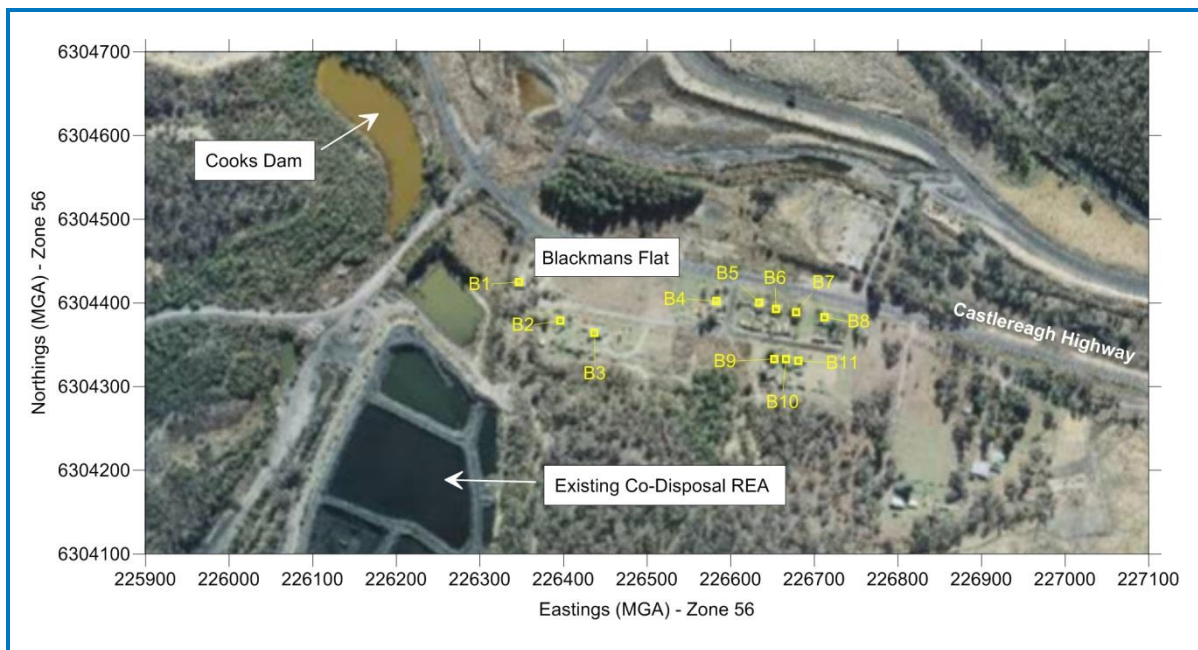 6304700
6304600
6304500
6304400
6304300
6304200
6304100
Northings (MGA) - Zone 56
Cooks Dam
Blackmans Flat
B1
B2
B3
B4
B5
B6
B7
B8
B9
B10
B11
Castlereagh Highway
Existing Co-Disposal REA
225900 226000 226100 226200 226300 226400 226500 226600 226700 226800 226900 227000 227100
Eastings (MGA) - Zone 56